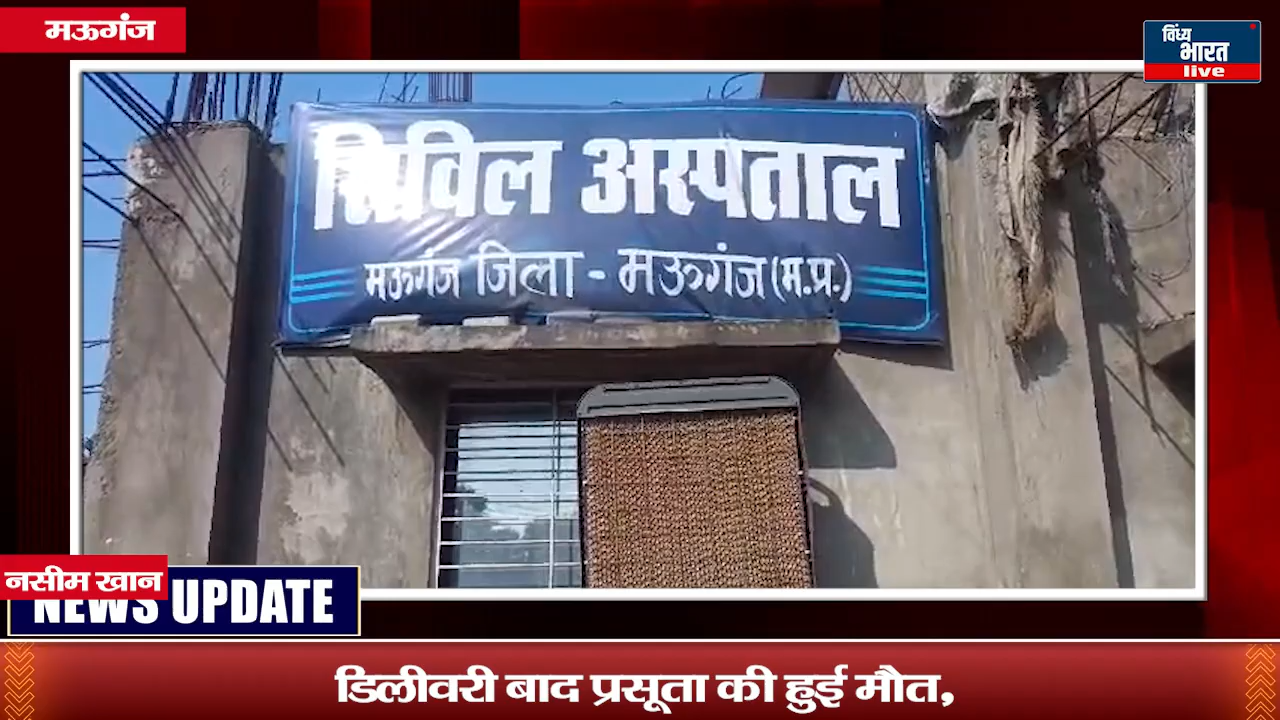 मऊगंज
विंध्य
भारत
live
सिविल अस्पताल
मऊगंज जिला - मऊगंज (म.प्र.)
नसीम खान
NEWS UPDATE
डिलीवरी बाद प्रसूता की हुई मौत,